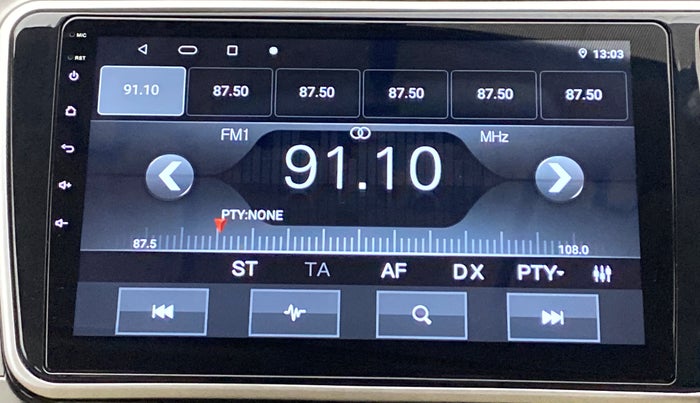 MIC
RST
13:03
91.10 87.50 87.50 87.50 87.50 87.50
FM1 MHz
91.10
PTY:NONE
87.5 108.0
ST TA AF DX PTY-